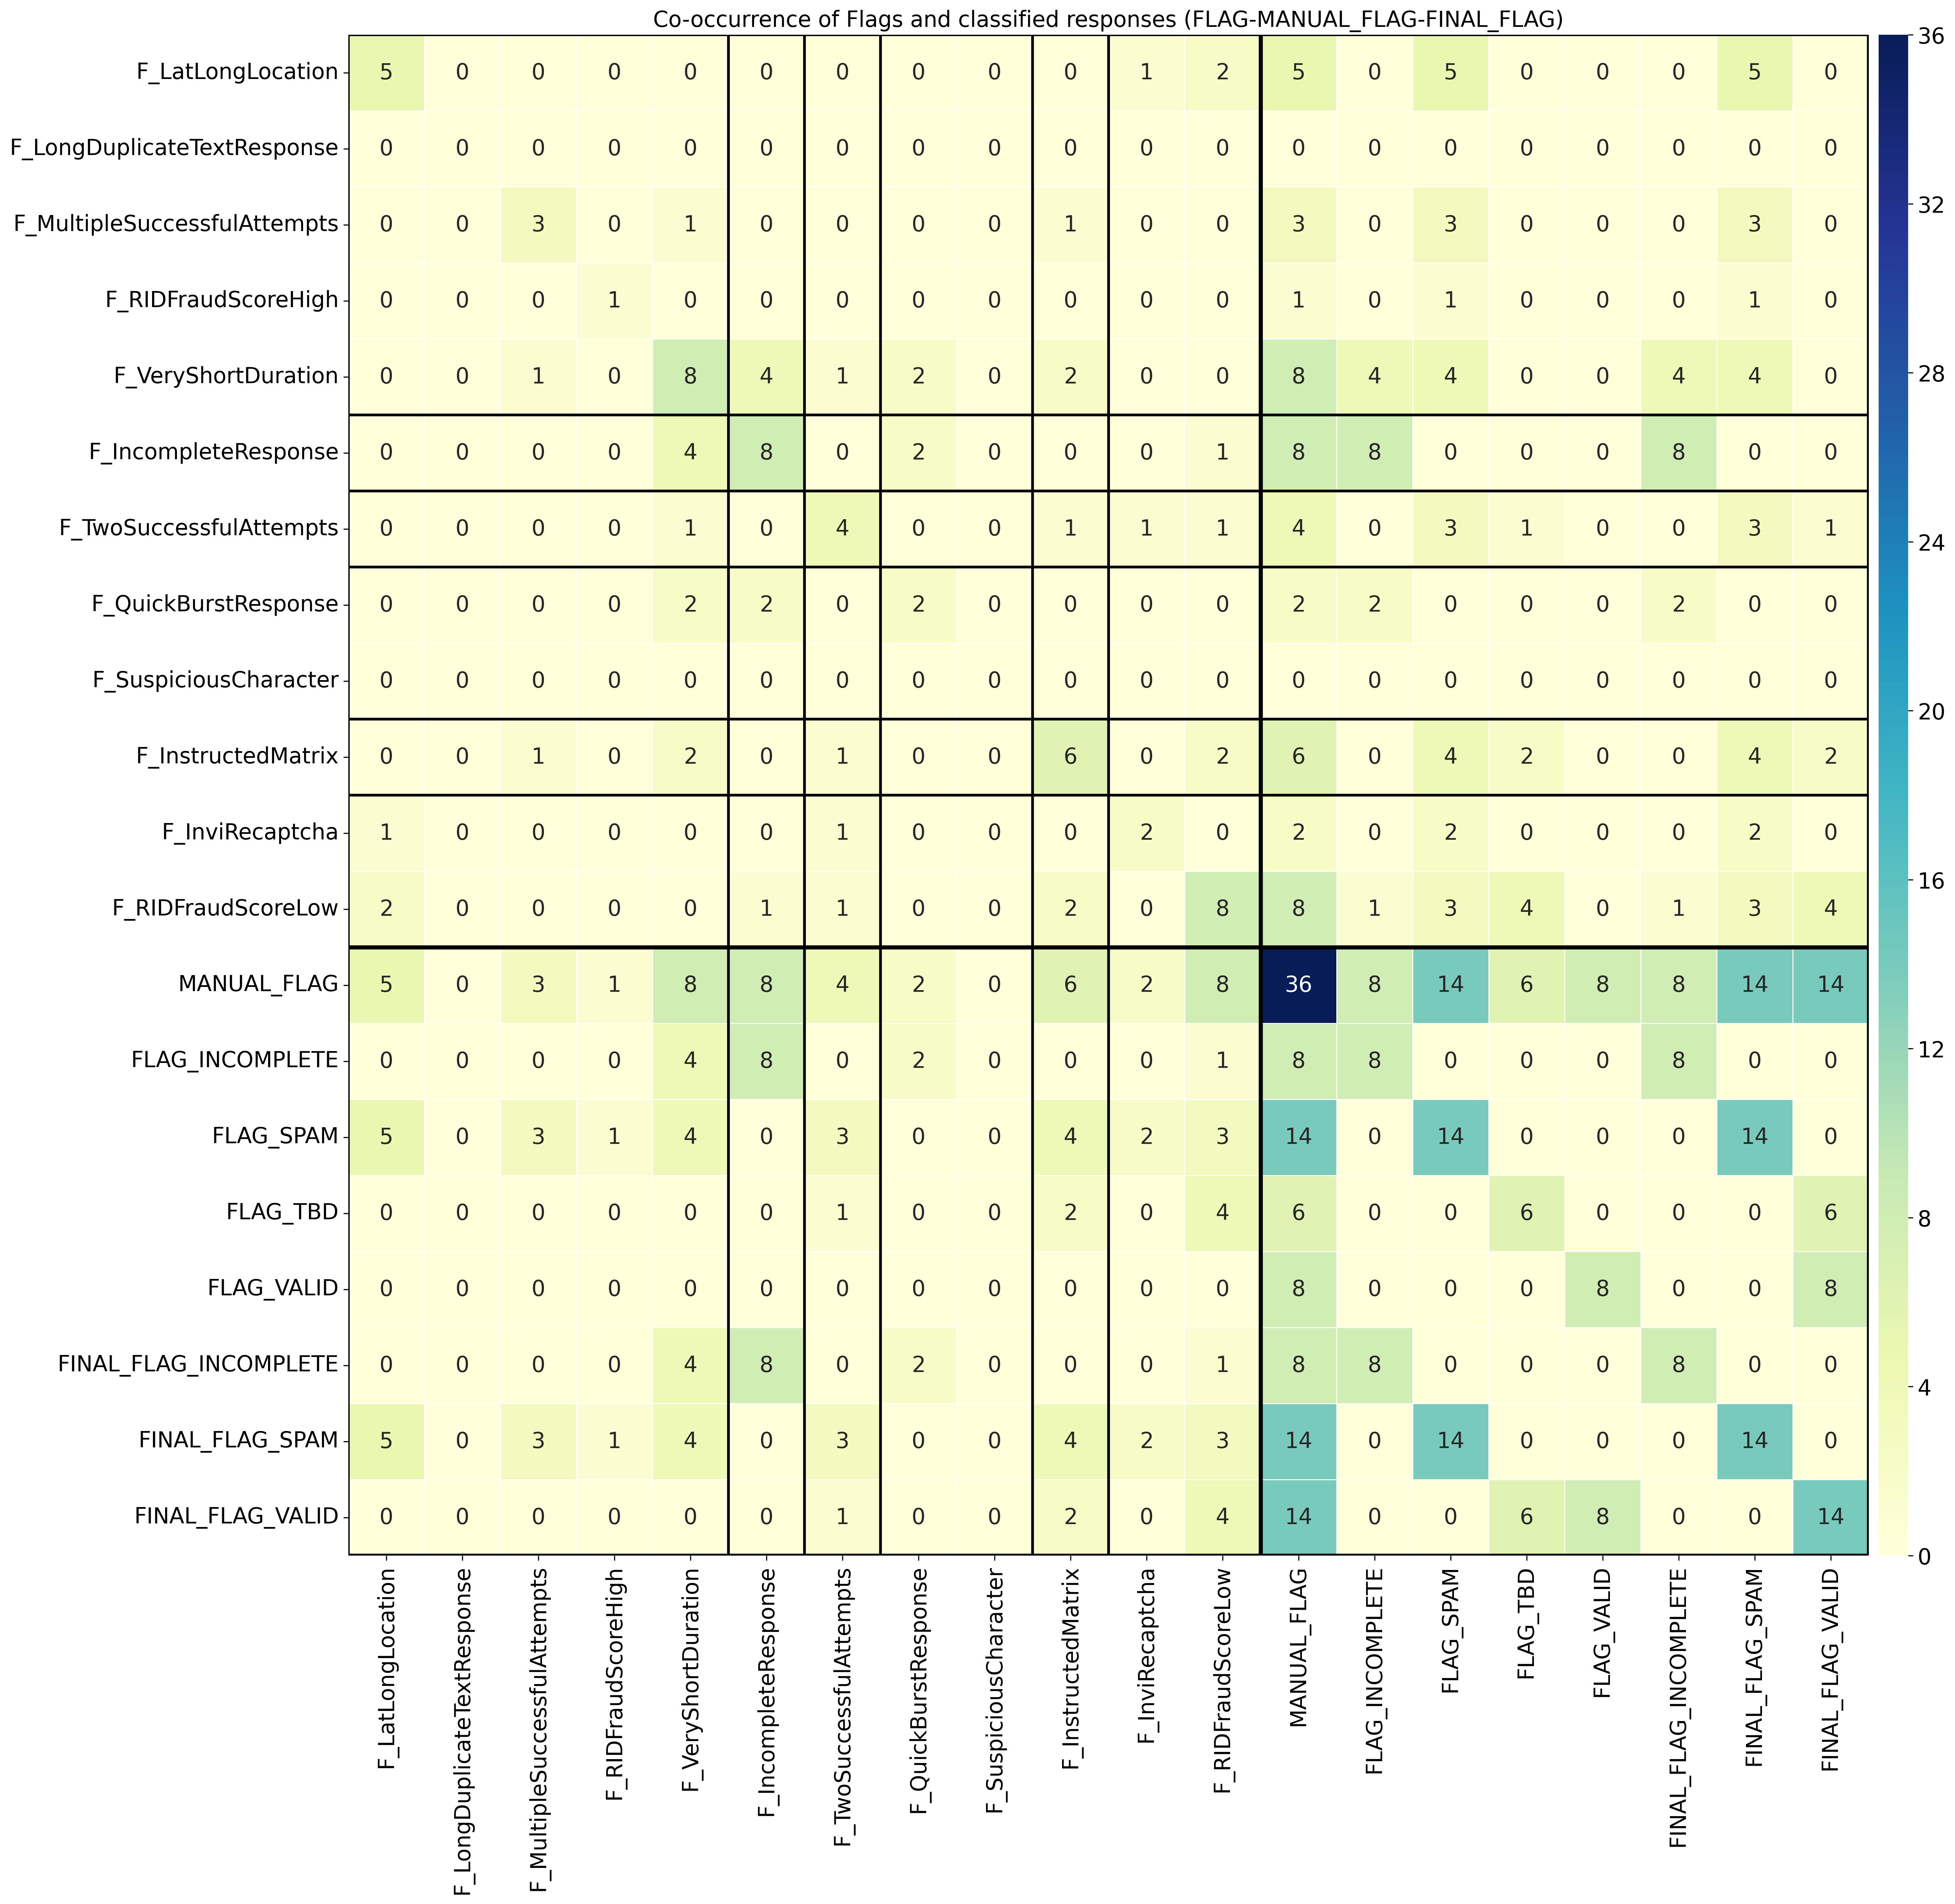 Co-occurrence of Flags and classified responses (FLAG-MANUAL_FLAG-FINAL_FLAG)
F_LatLongLocation 5 0 0 0 0 0 0 0 0 0 1 2 5 0 5 0 0 0 5 0
F_LongDuplicateTextResponse 0 0 0 0 0 0 0 0 0 0 0 0 0 0 0 0 0 0 0 0
F_MultipleSuccessfulAttempts 0 0 3 0 1 0 0 0 0 1 0 0 3 0 3 0 0 0 3 0
F_RIDFraudScoreHigh 0 0 0 1 0 0 0 0 0 0 0 0 1 0 1 0 0 0 1 0
F_VeryShortDuration 0 0 1 0 8 4 1 2 0 2 0 0 8 4 4 0 0 4 4 0
F_IncompleteResponse 0 0 0 0 4 8 0 2 0 0 0 1 8 8 0 0 0 8 0 0
F_TwoSuccessfulAttempts 0 0 0 0 1 0 4 0 0 1 1 1 4 0 3 1 0 0 3 1
F_QuickBurstResponse 0 0 0 0 2 2 0 2 0 0 0 0 2 2 0 0 0 2 0 0
F_SuspiciousCharacter 0 0 0 0 0 0 0 0 0 0 0 0 0 0 0 0 0 0 0 0
F_InstructedMatrix 0 0 1 0 2 0 1 0 0 6 0 2 6 0 4 2 0 0 4 2
F_InviRecaptcha 1 0 0 0 0 0 1 0 0 0 2 0 2 0 2 0 0 0 2 0
F_RIDFraudScoreLow 2 0 0 0 0 1 1 0 0 2 0 8 8 1 3 4 0 1 3 4
MANUAL_FLAG 5 0 3 1 8 8 4 2 0 6 2 8 36 8 14 6 8 8 14 14
FLAG_INCOMPLETE 0 0 0 0 4 8 0 2 0 0 0 1 8 8 0 0 0 8 0 0
FLAG_SPAM 5 0 3 1 4 0 3 0 0 4 2 3 14 0 14 0 0 0 14 0
FLAG_TBD 0 0 0 0 0 0 1 0 0 2 0 4 6 0 0 6 0 0 0 6
FLAG_VALID 0 0 0 0 0 0 0 0 0 0 0 0 8 0 0 0 8 0 0 8
FINAL_FLAG_INCOMPLETE 0 0 0 0 4 8 0 2 0 0 0 1 8 8 0 0 0 8 0 0
FINAL_FLAG_SPAM 5 0 3 1 4 0 3 0 0 4 2 3 14 0 14 0 0 0 14 0
FINAL_FLAG_VALID 0 0 0 0 0 0 1 0 0 2 0 4 14 0 0 6 8 0 0 14
F_LatLongLocation
F_LongDuplicateTextResponse
F_MultipleSuccessfulAttempts
F_RIDFraudScoreHigh
F_VeryShortDuration
F_IncompleteResponse
F_TwoSuccessfulAttempts
F_QuickBurstResponse
F_SuspiciousCharacter
F_InstructedMatrix
F_InviRecaptcha
F_RIDFraudScoreLow
MANUAL_FLAG
FLAG_INCOMPLETE
FLAG_SPAM
FLAG_TBD
FLAG_VALID
FINAL_FLAG_INCOMPLETE
FINAL_FLAG_SPAM
FINAL_FLAG_VALID
36
32
28
24
20
16
12
8
4
0